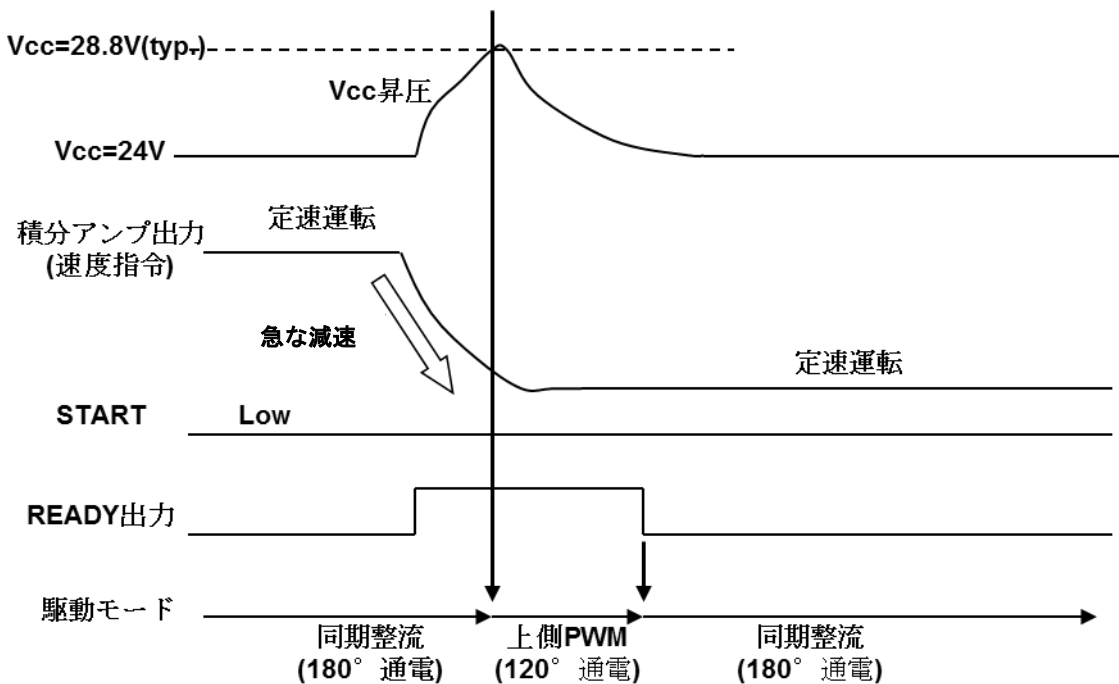 Vcc=28.8V(typ.)
Vcc昇圧
Vcc=24V
定速運転
積分アンプ出力
(速度指令)
急な減速
定速運転
START
Low
READY出力
駆動モード
同期整流
(180°通電)
上側PWM
(120°通電)
同期整流
(180°通電)